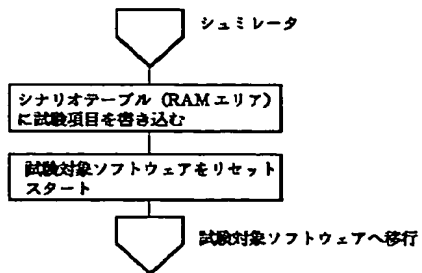 シュミレータ
シナリオテーブル（RAMエリア）
に試験項目を書き込む
試験対象ソフトウェアをリセット
スタート
試験対象ソフトウェアへ移行